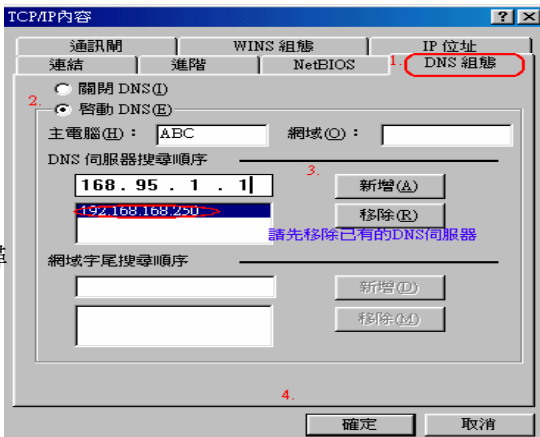 TCP/IP內容
通訊閘 WINS 組態 IP 位址
連結 進階 NetBIOS 1. DNS 組態
關閉 DNS(I)
2. 啓動 DNS(E)
主電腦(H)： ABC 網域(O)：
DNS 伺服器搜尋順序
3.
168 . 95 . 1 . 1 新增(A)
192.168.168.250 移除(R)
請先移除已有的DNS伺服器
網域字尾搜尋順序
新增(D)
移除(M)
4.
確定 取消